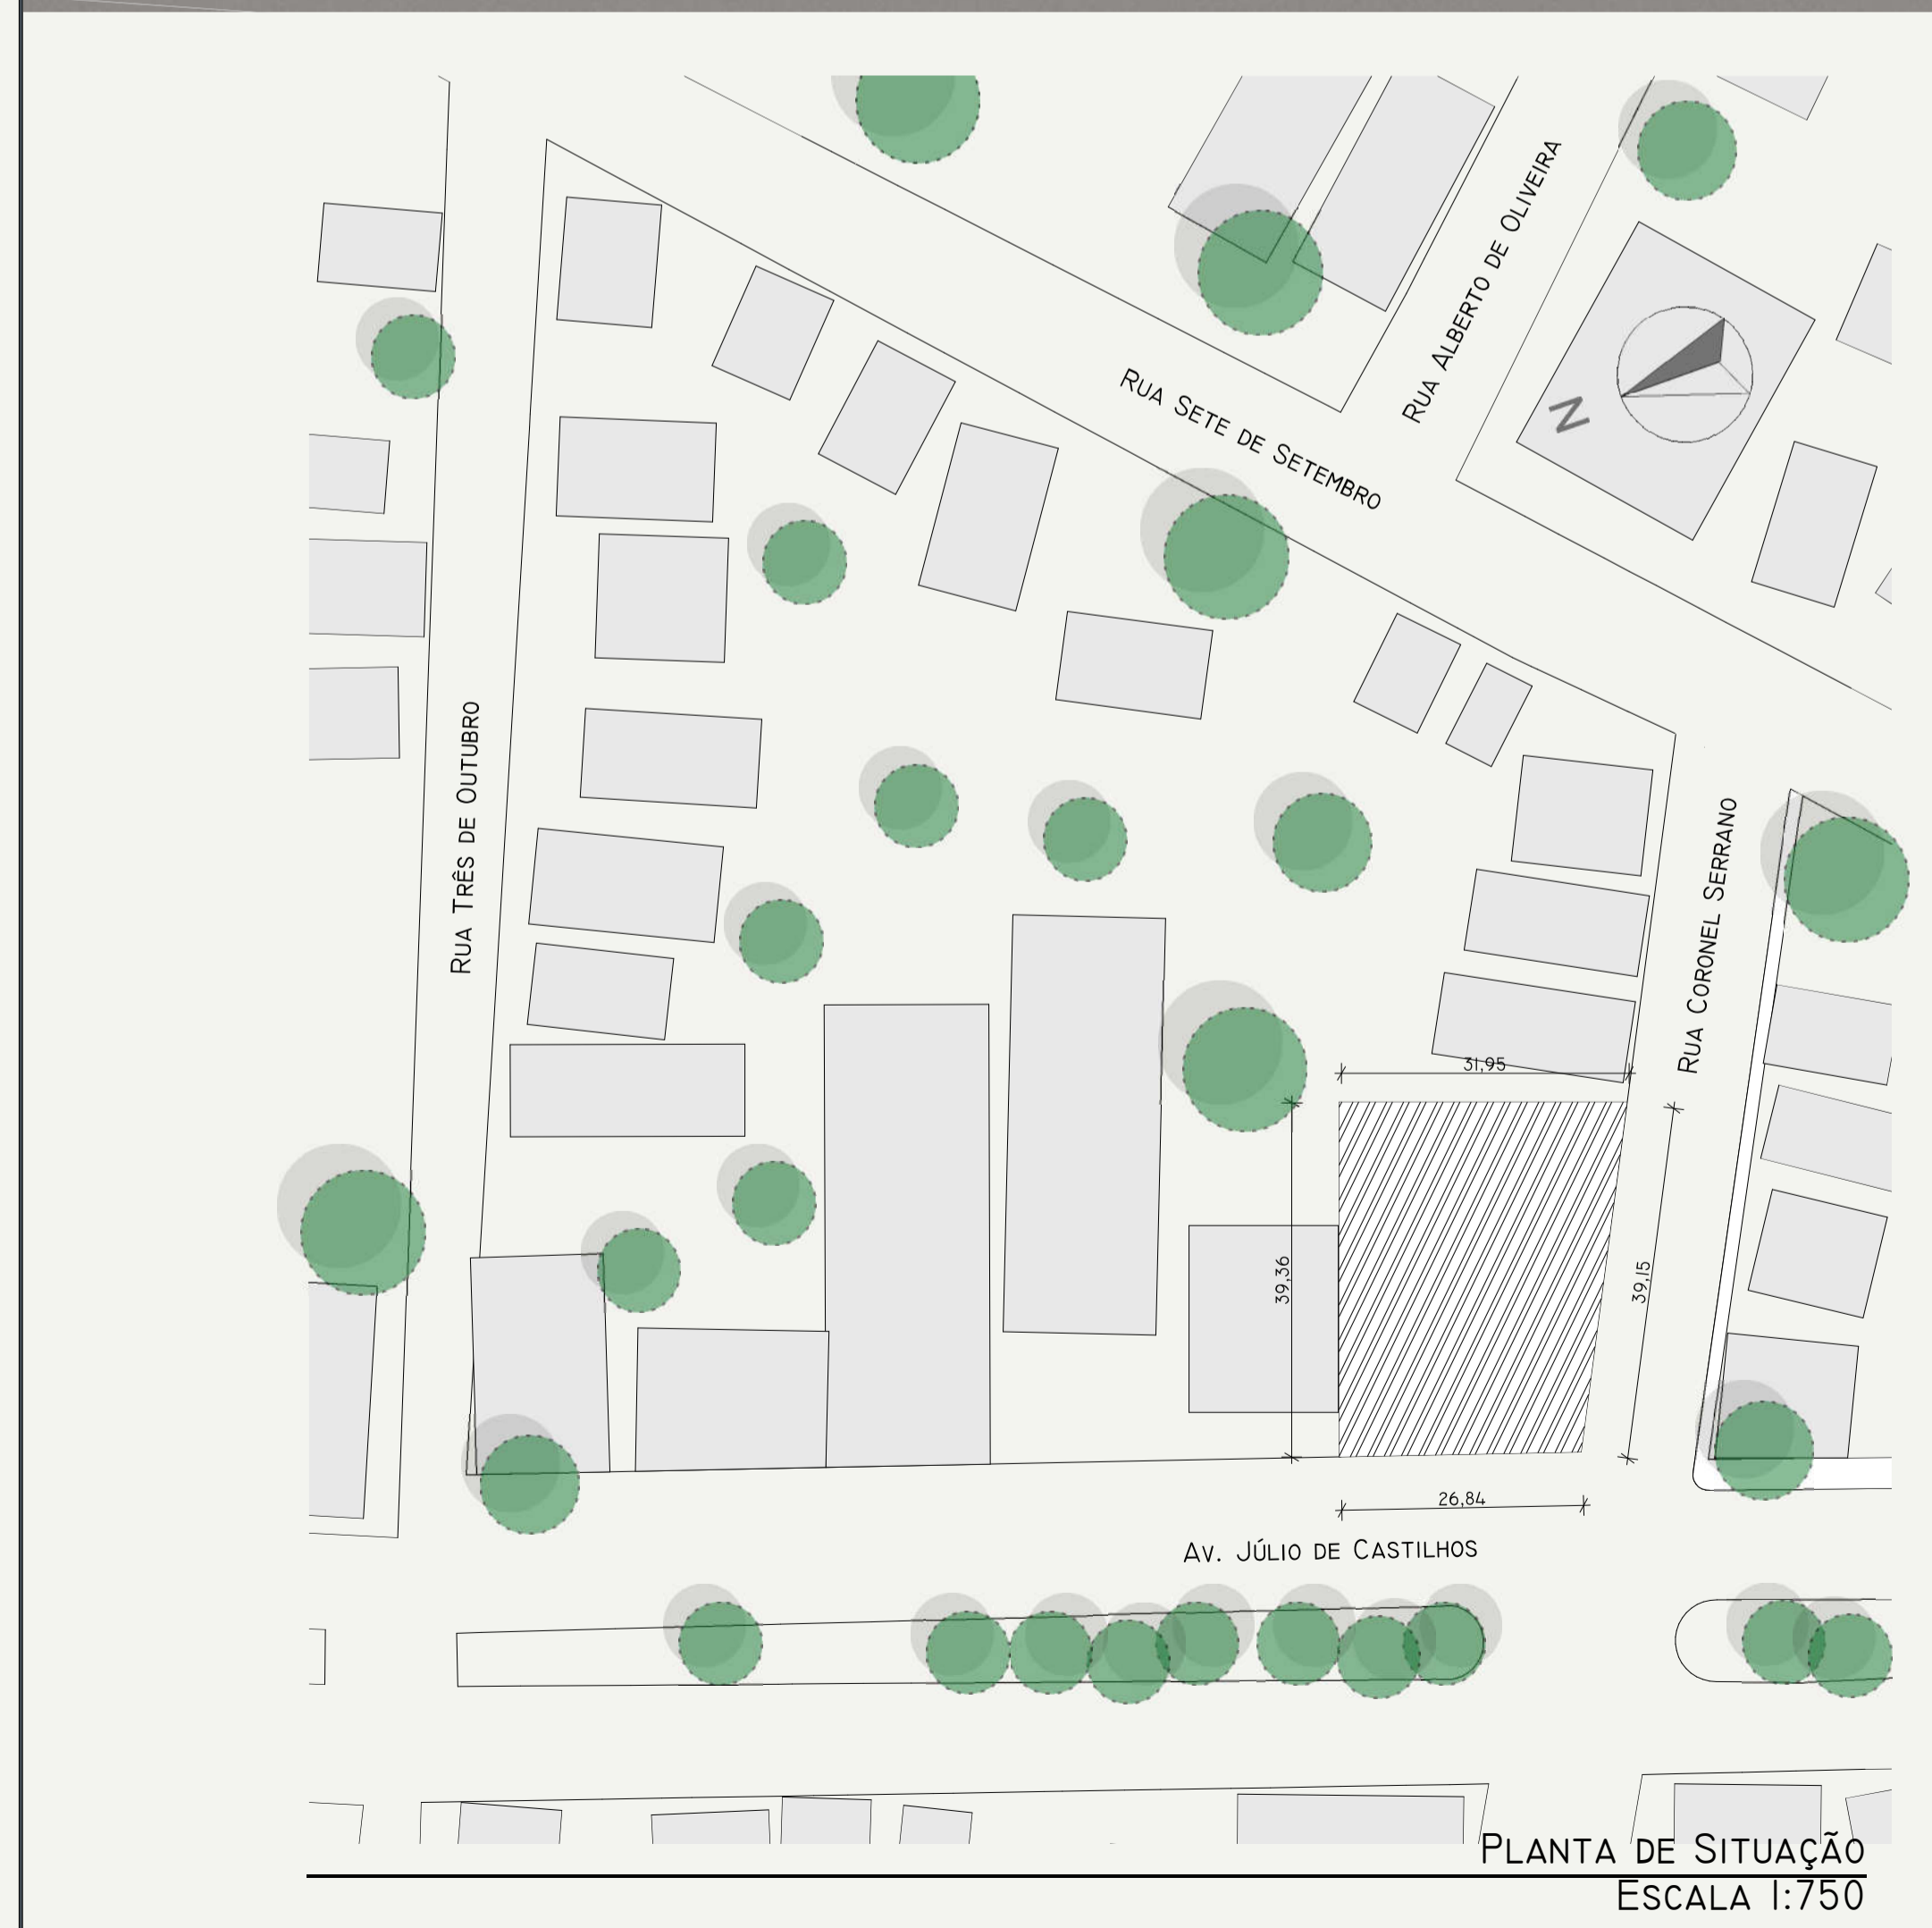 Rua Alberto de Oliveira
N
Rua Sete de Setembro
Rua Três de Outubro
Rua Coronel Serrano
31,95
39,36
39,15
26,84
Av. Júlio de Castilhos
Planta de Situação
Escala 1:750